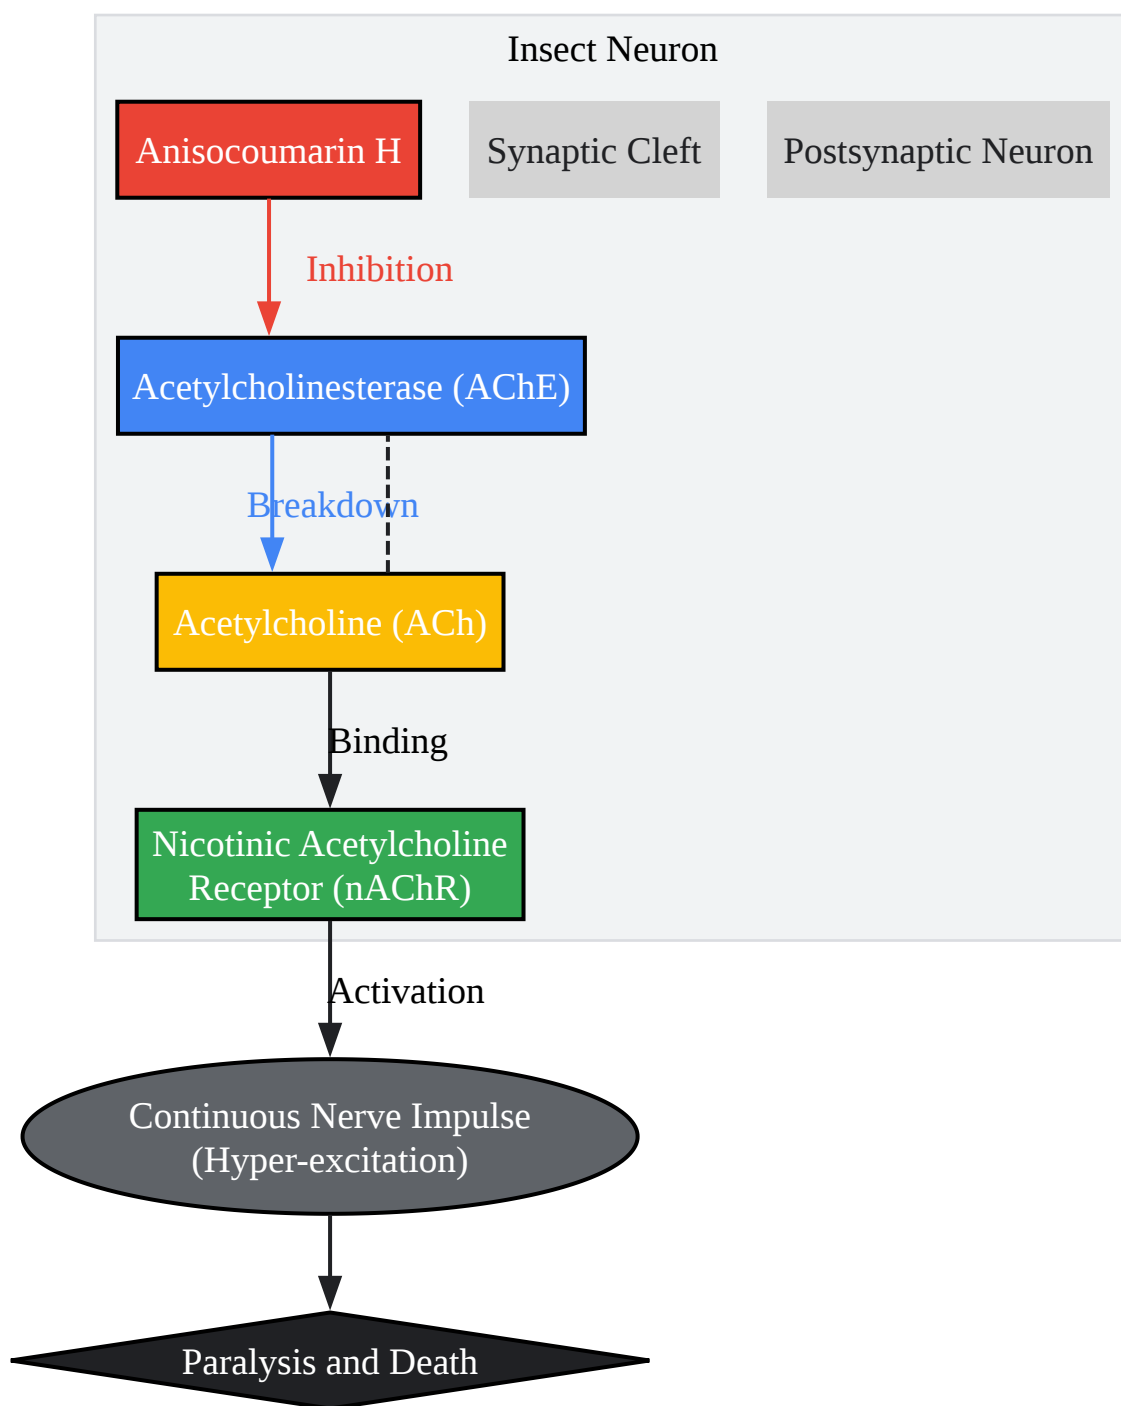 Insect Neuron
Anisocoumarin H
Synaptic Cleft
Postsynaptic Neuron
Inhibition
Acetylcholinesterase (AChE)
Breakdown
Acetylcholine (ACh)
Binding
Nicotinic Acetylcholine
Receptor (nAChR)
Activation
Continuous Nerve Impulse
(Hyper-excitation)
Paralysis and Death